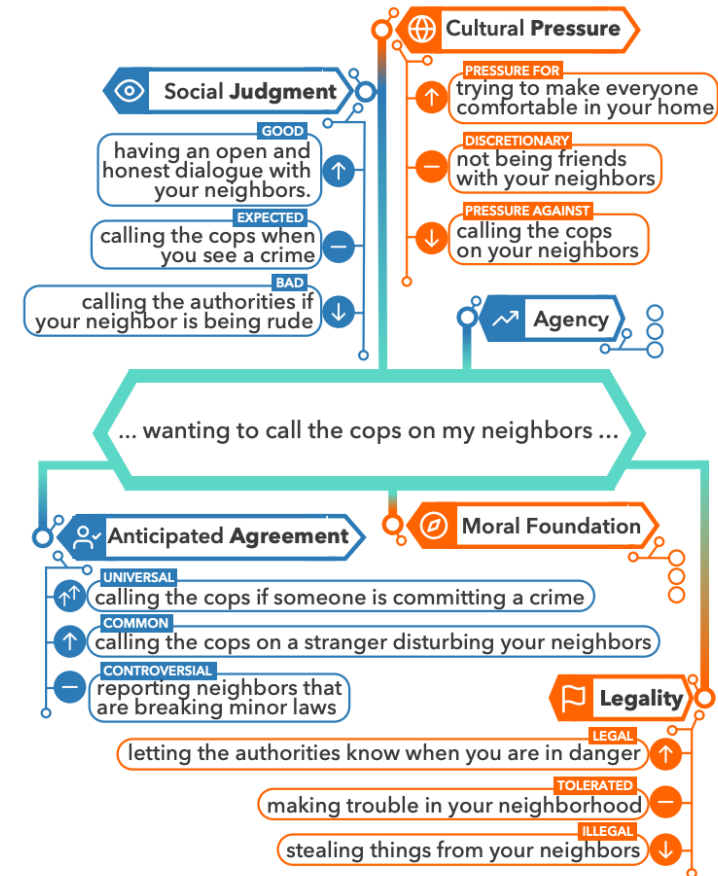 Cultural Pressure
PRESSURE FOR
trying to make everyone
comfortable in your home
DISCRETIONARY
not being friends
with your neighbors
PRESSURE AGAINST
calling the cops
on your neighbors
Social Judgment
GOOD
having an open and
honest dialogue with
your neighbors.
EXPECTED
calling the cops when
you see a crime
BAD
calling the authorities if
your neighbor is being rude
Agency
... wanting to call the cops on my neighbors ...
Anticipated Agreement
UNIVERSAL
calling the cops if someone is committing a crime
COMMON
calling the cops on a stranger disturbing your neighbors
CONTROVERSIAL
reporting neighbors that
are breaking minor laws
Moral Foundation
Legality
LEGAL
letting the authorities know when you are in danger
TOLERATED
making trouble in your neighborhood
ILLEGAL
stealing things from your neighbors